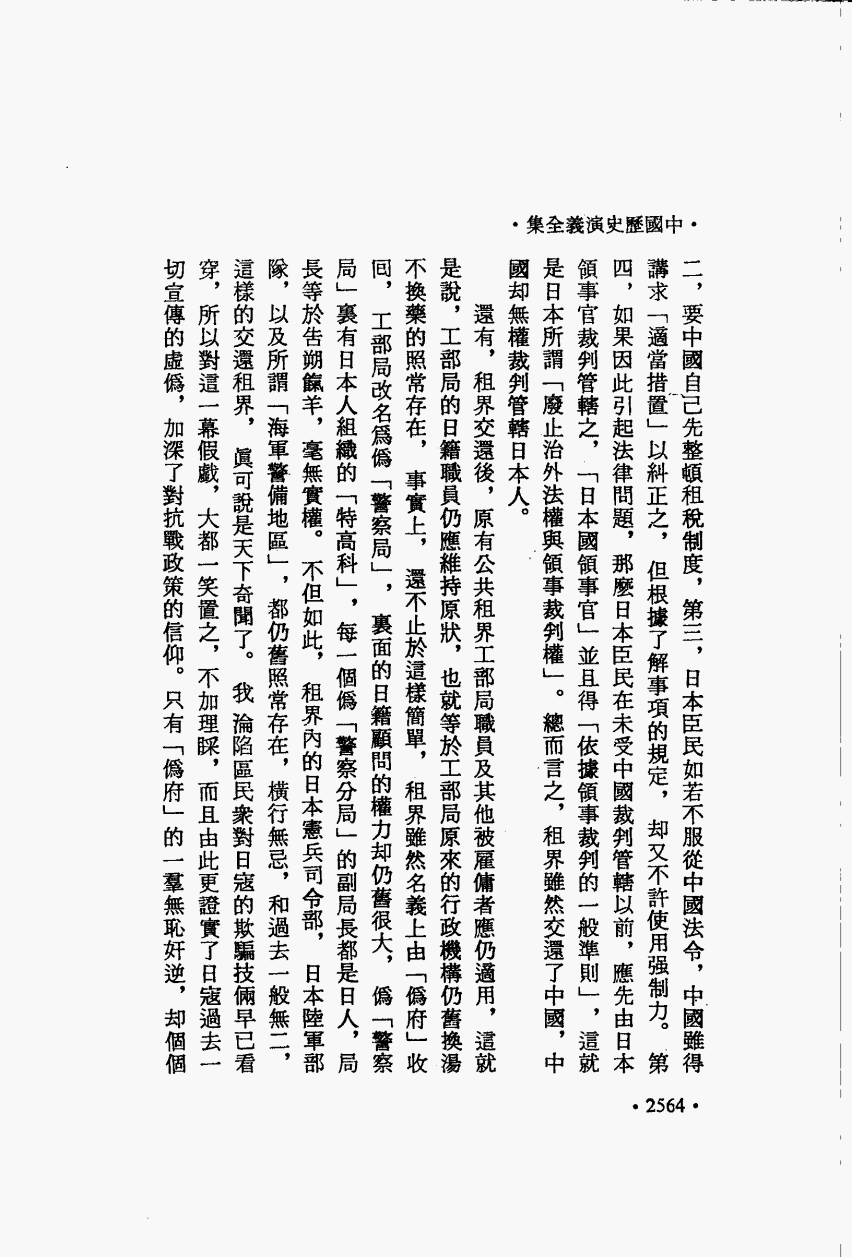 •中國歷史演義全集•
二，要中國自己先整頓租稅制度，第三，日本臣民如若不服從中國法令，中國雖得
講求「適當措置」以糾正之，但根據了解事項的規定，却又不許使用强制力。第
四，如果因此引起法律問題，那麼日本臣民在未受中國裁判管轄以前，應先由日本
領事官裁判管轄之，「日本國領事官」並且得「依據領事裁判的一般準則」，這就
是日本所謂「廢止治外法權與領事裁判權」。總而言之，租界雖然交還了中國，中
國却無權裁判管轄日本人。
還有，租界交還後，原有公共租界工部局職員及其他被雇傭者應仍適用，這就
是說，工部局的日籍職員仍應維持原狀，也就等於工部局原來的行政機構仍舊換湯
不換藥的照常存在，事實上，還不止於這樣簡單，租界雖然名義上由「僞府」收
回，工部局改名爲僞「警察局」，裏面的日籍顧問的權力却仍舊很大，僞「警察
局」裏有日本人組織的「特高科」，每一個僞「警察分局」的副局長都是日人，局
長等於告朔餼羊，毫無實權。不但如此，租界內的日本憲兵司令部，日本陸軍部
隊，以及所謂「海軍警備地區」，都仍舊照常存在，橫行無忌，和過去一般無二，
這樣的交還租界，眞可說是天下奇聞了。我淪陷區民衆對日寇的欺騙技倆早已看
穿，所以對這一幕假戲，大都一笑置之，不加理睬，而且由此更證實了日寇過去一
切宣傳的虛僞，加深了對抗戰政策的信仰。只有「僞府」的一羣無恥奸逆，却個個
•2564•